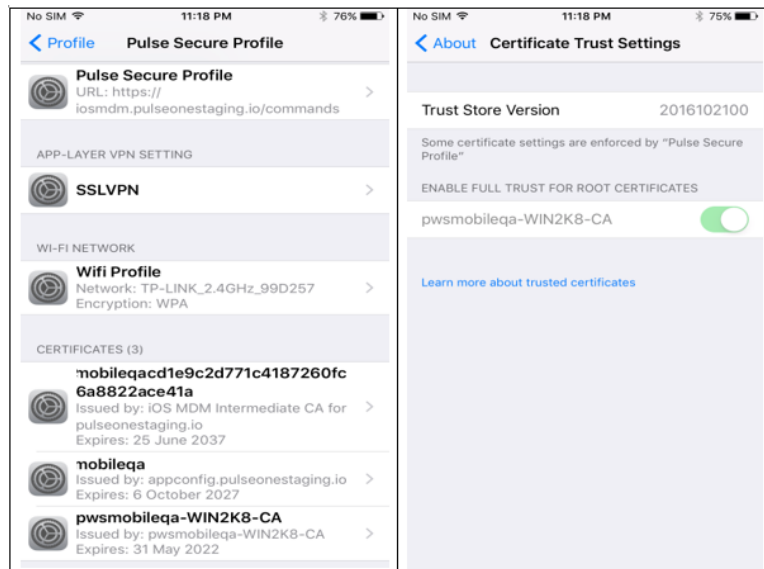 No SIM 11:18 PM 76%
Profile Pulse Secure Profile
Pulse Secure Profile
URL: https://
iosmdm.pulseonestaging.io/commands
APP-LAYER VPN SETTING
SSLVPN
WI-FI NETWORK
Wifi Profile
Network: TP-LINK_2.4GHz_99D257
Encryption: WPA
CERTIFICATES (3)
mobileqacd1e9c2d771c4187260fc
6a8822ace41a
Issued by: iOS MDM Intermediate CA for
pulseonestaging.io
Expires: 25 June 2037
mobileqa
Issued by: appconfig.pulseonestaging.io
Expires: 6 October 2027
pwsmobileqa-WIN2K8-CA
Issued by: pwsmobileqa-WIN2K8-CA
Expires: 31 May 2022
No SIM 11:18 PM 75%
About Certificate Trust Settings
Trust Store Version 2016102100
Some certificate settings are enforced by “Pulse Secure
Profile”
ENABLE FULL TRUST FOR ROOT CERTIFICATES
pwsmobileqa-WIN2K8-CA
Learn more about trusted certificates